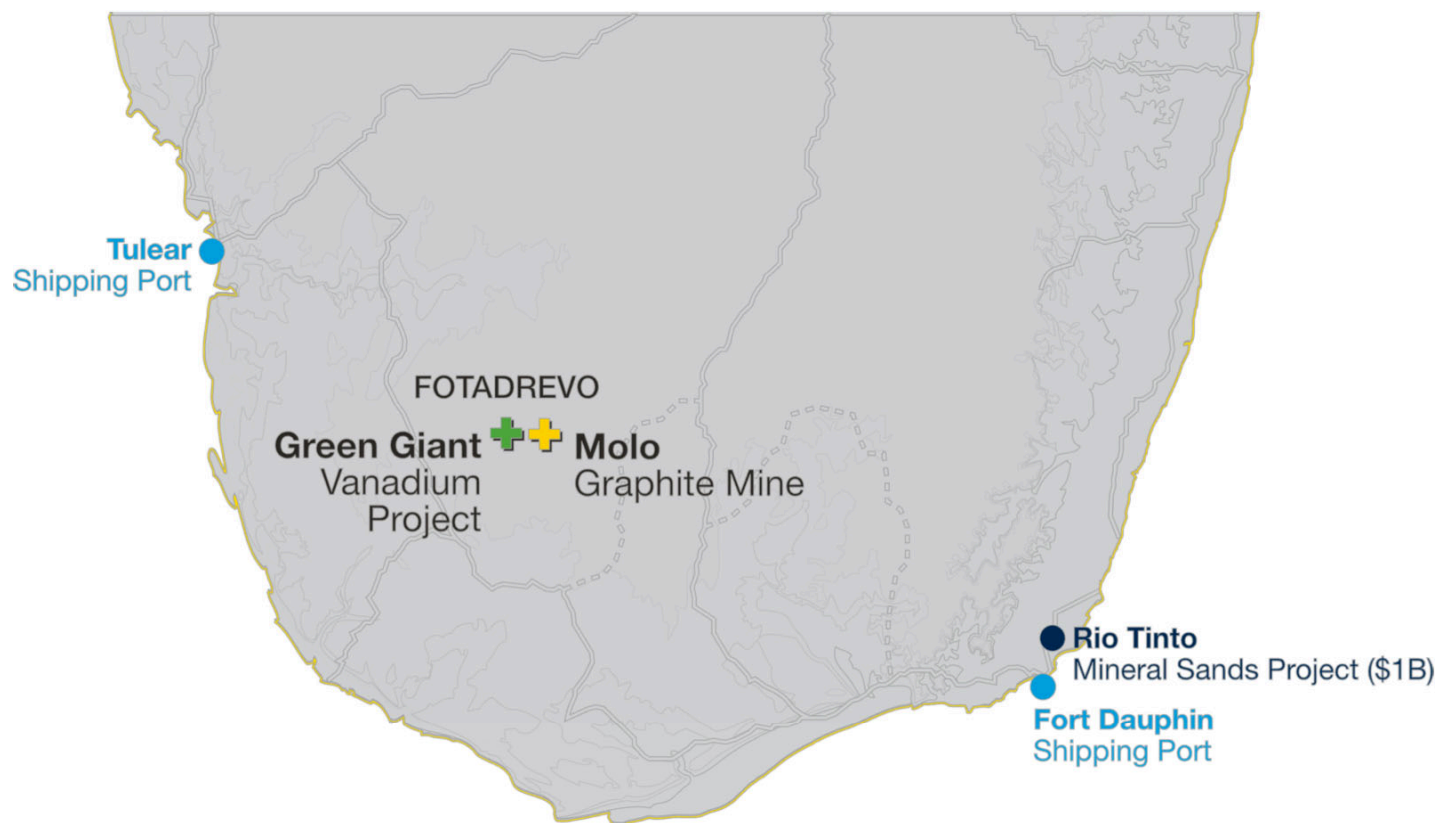 Tulear
Shipping Port
FOTADREVO
Green Giant
Vanadium
Project
Molo
Graphite Mine
Rio Tinto
Mineral Sands Project ($1B)
Fort Dauphin
Shipping Port